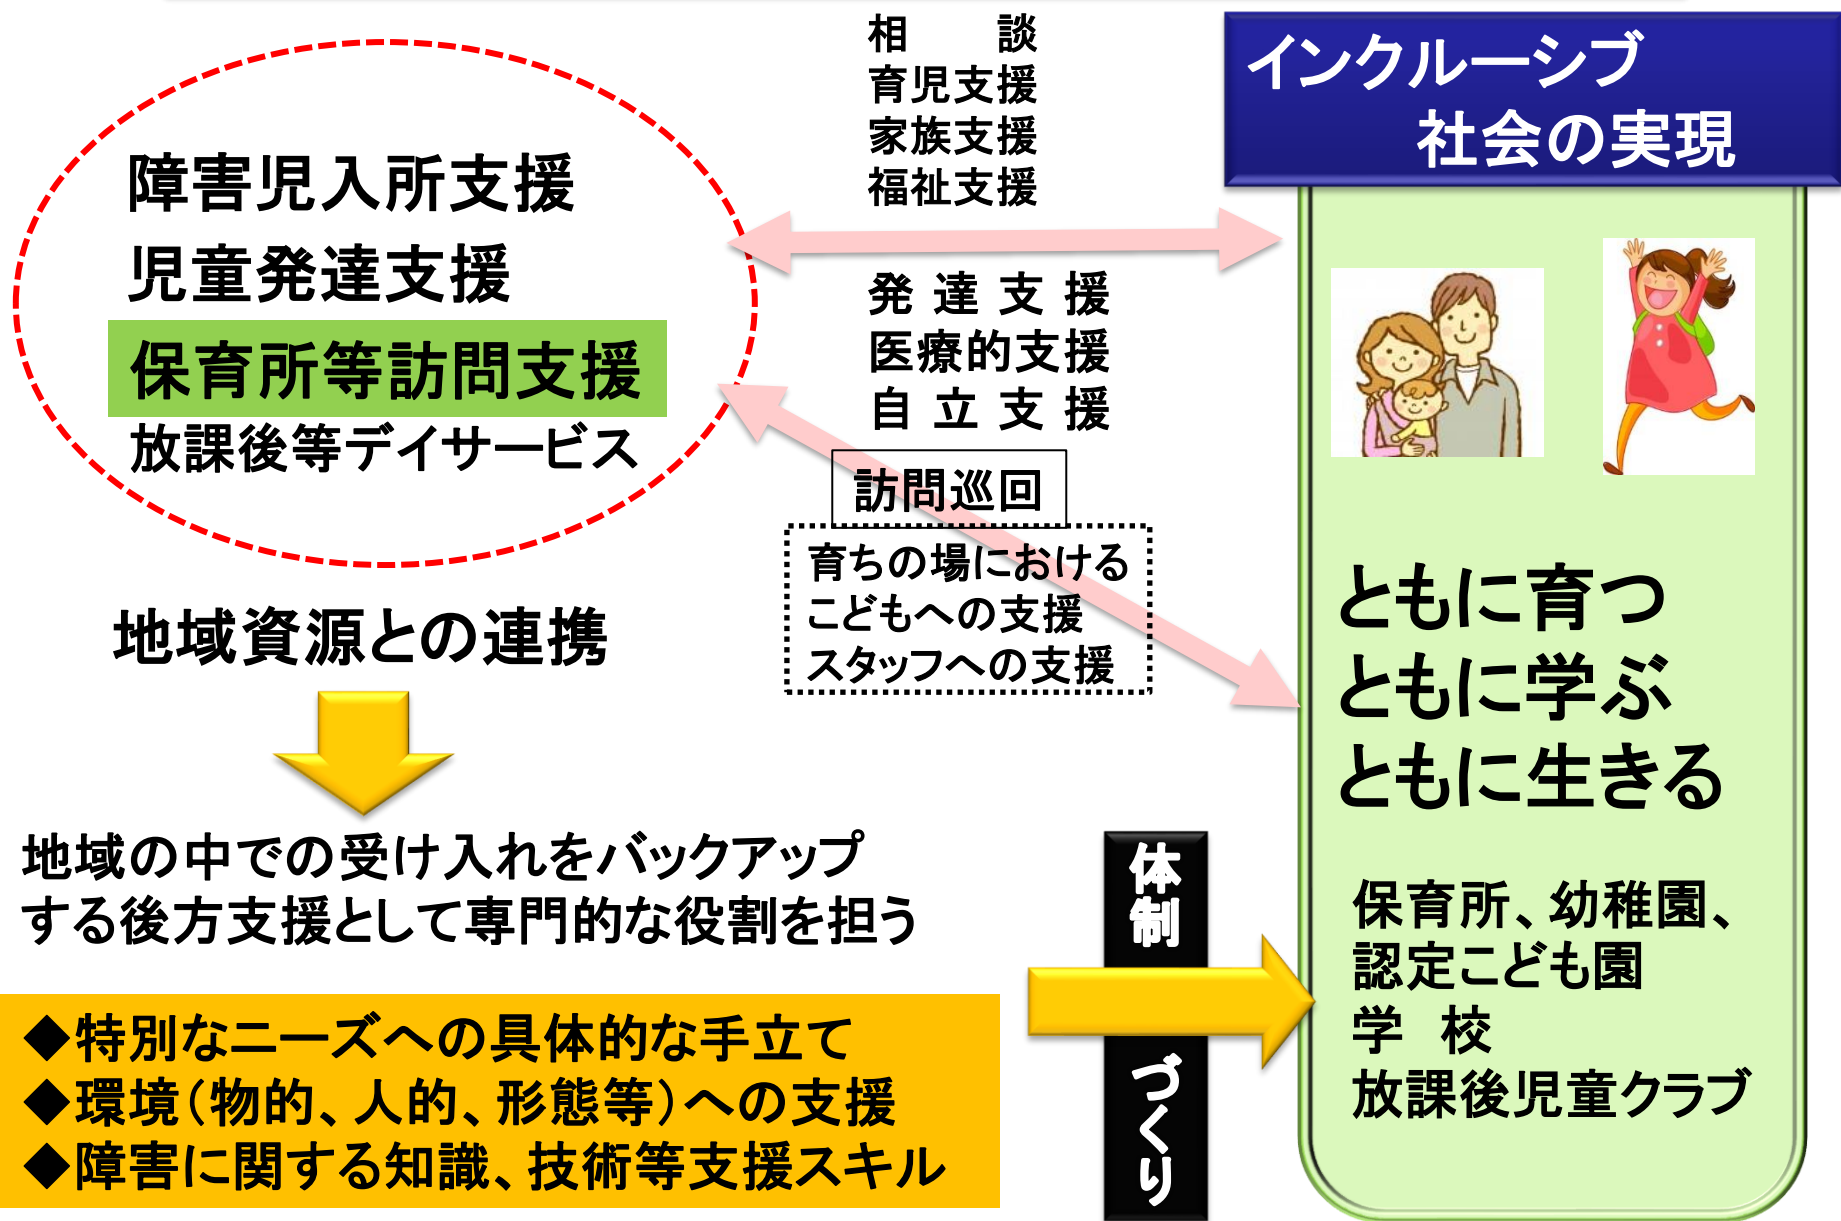 障害児入所支援
児童発達支援
保育所等訪問支援
放課後等デイサービス
地域資源との連携
地域の中での受け入れをバックアップ
する後方支援として専門的な役割を担う
◆特別なニーズへの具体的な手立て
◆環境(物的、人的、形態等)への支援
◆障害に関する知識、技術等支援スキル
相　　談
育児支援
家族支援
福祉支援
発 達 支 援
医療的支援
自 立 支 援
訪問巡回
育ちの場における
こどもへの支援
スタッフへの支援
体制　づくり
インクルーシブ
社会の実現
ともに育つ
ともに学ぶ
ともに生きる
保育所、幼稚園、
認定こども園
学　校
放課後児童クラブ